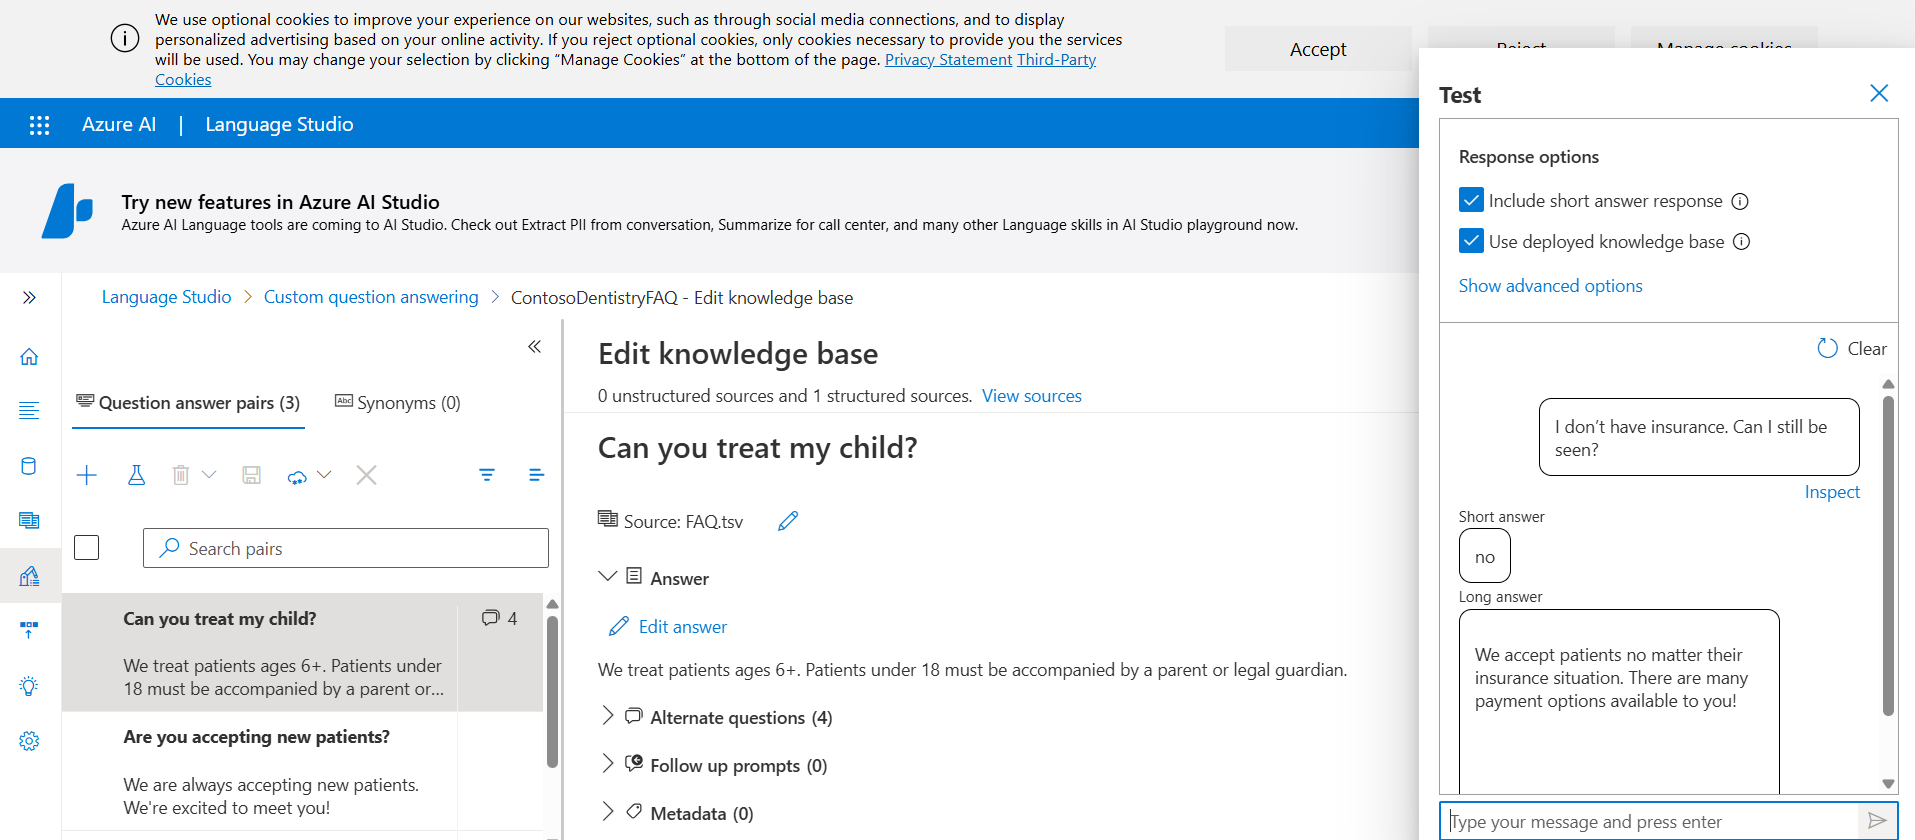 We use optional cookies to improve your experience on our websites, such as through social media connections, and to display
personalized advertising based on your online activity. If you reject optional cookies, only cookies necessary to provide you the services
will be used. You may change your selection by clicking “Manage Cookies” at the bottom of the page. Privacy Statement Third-Party
Cookies
Accept
Reject
Manage cookies
Azure AI | Language Studio
Try new features in Azure AI Studio
Azure AI Language tools are coming to AI Studio. Check out Extract PII from conversation, Summarize for call center, and many other Language skills in AI Studio playground now.
Language Studio > Custom question answering > ContosoDentistryFAQ - Edit knowledge base
Question answer pairs (3)
Abc Synonyms (0)
Search pairs
Can you treat my child?
4
We treat patients ages 6+. Patients under
18 must be accompanied by a parent or...
Are you accepting new patients?
We are always accepting new patients.
We're excited to meet you!
Edit knowledge base
0 unstructured sources and 1 structured sources. View sources
Can you treat my child?
Source: FAQ.tsv
Answer
Edit answer
We treat patients ages 6+. Patients under 18 must be accompanied by a parent or legal guardian.
Alternate questions (4)
Follow up prompts (0)
Metadata (0)
Test
Response options
Include short answer response
Use deployed knowledge base
Show advanced options
Clear
I don’t have insurance. Can I still be
seen?
Inspect
Short answer
no
Long answer
We accept patients no matter their
insurance situation. There are many
payment options available to you!
Type your message and press enter